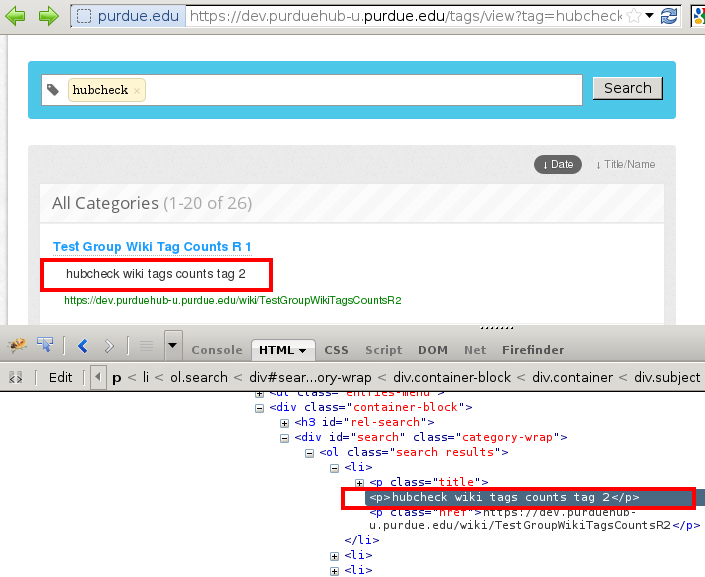 purdue.edu https://dev.purduehub-u.purdue.edu/tags/view?tag=hubcheck
hubcheck × Search
↓ Date ↓ Title/Name
All Categories (1-20 of 26)
Test Group Wiki Tag Counts R 1
hubcheck wiki tags counts tag 2
https://dev.purduehub-u.purdue.edu/wiki/TestGroupWikiTagsCountsR2
Console HTML CSS Script DOM Net Firefinder
Edit p < li < ol.search < div#sear...ory-wrap < div.container-block < div.container < div.subject
<ul class="entries-menu">
<div class="container-block">
<h3 id="rel-search">
<div id="search" class="category-wrap">
<ol class="search results">
<li>
<p class="title">
<p>hubcheck wiki tags counts tag 2</p>
<p class="href">https://dev.purduehub-
u.purdue.edu/wiki/TestGroupWikiTagsCountsR2</p>
</li>
<li>
<li>